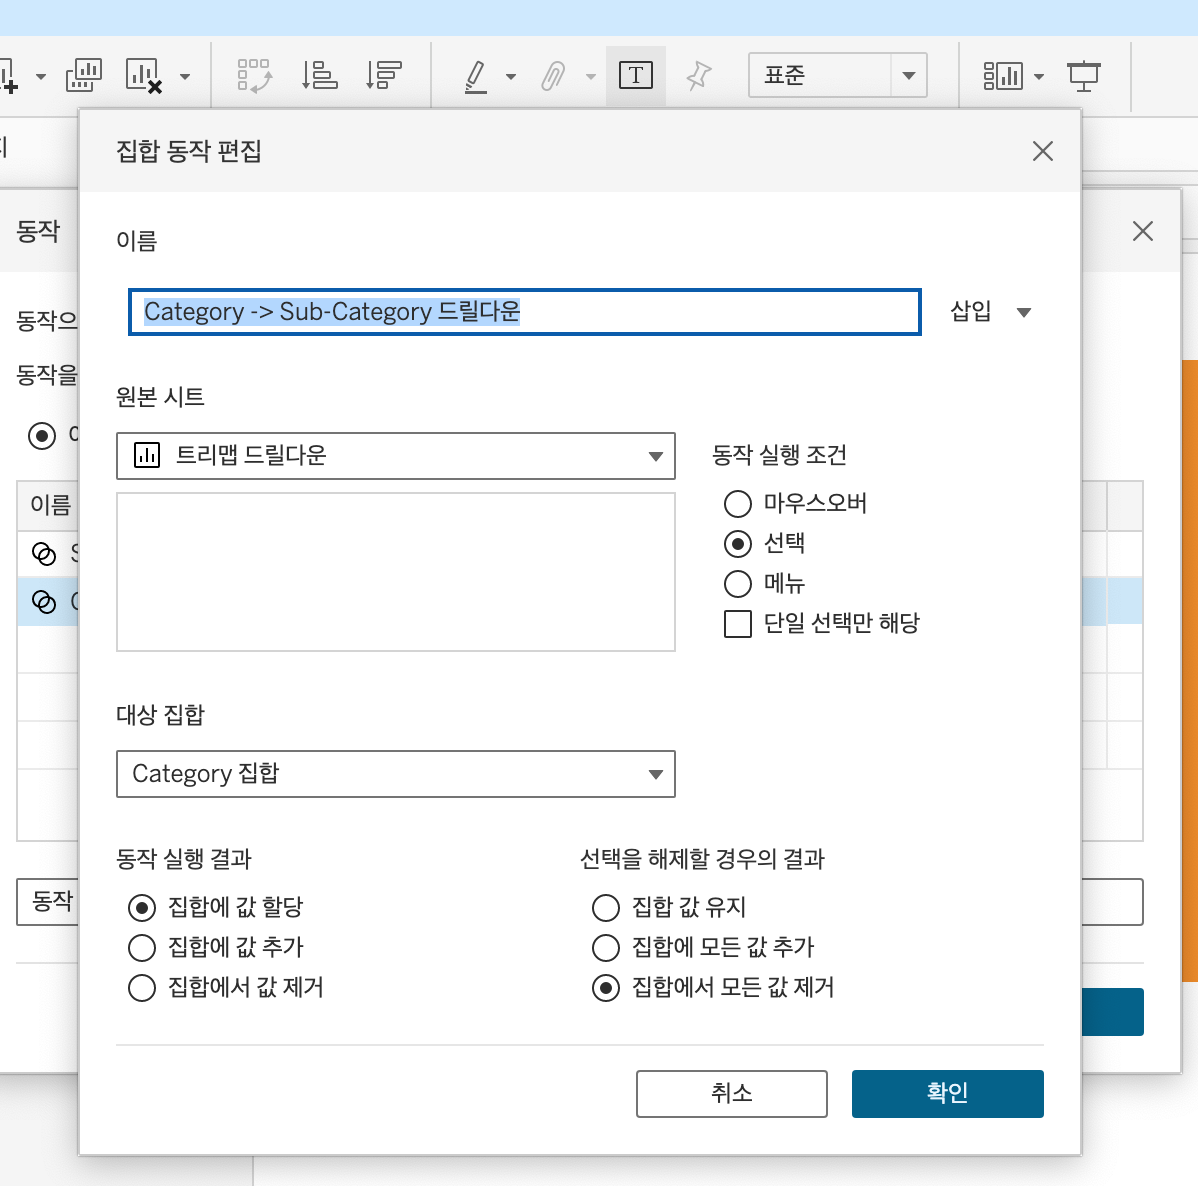 T
표준
집합 동작 편집
동작
이름
Category -> Sub-Category 드릴다운
삽입
동작으
동작을
원본 시트
트리맵 드릴다운
동작 실행 조건
마우스오버
선택
메뉴
단일 선택만 해당
이름
S
대상 집합
Category 집합
동작 실행 결과
선택을 해제할 경우의 결과
집합에 값 할당
집합 값 유지
집합에 값 추가
집합에 모든 값 추가
집합에서 값 제거
집합에서 모든 값 제거
동작
취소
확인